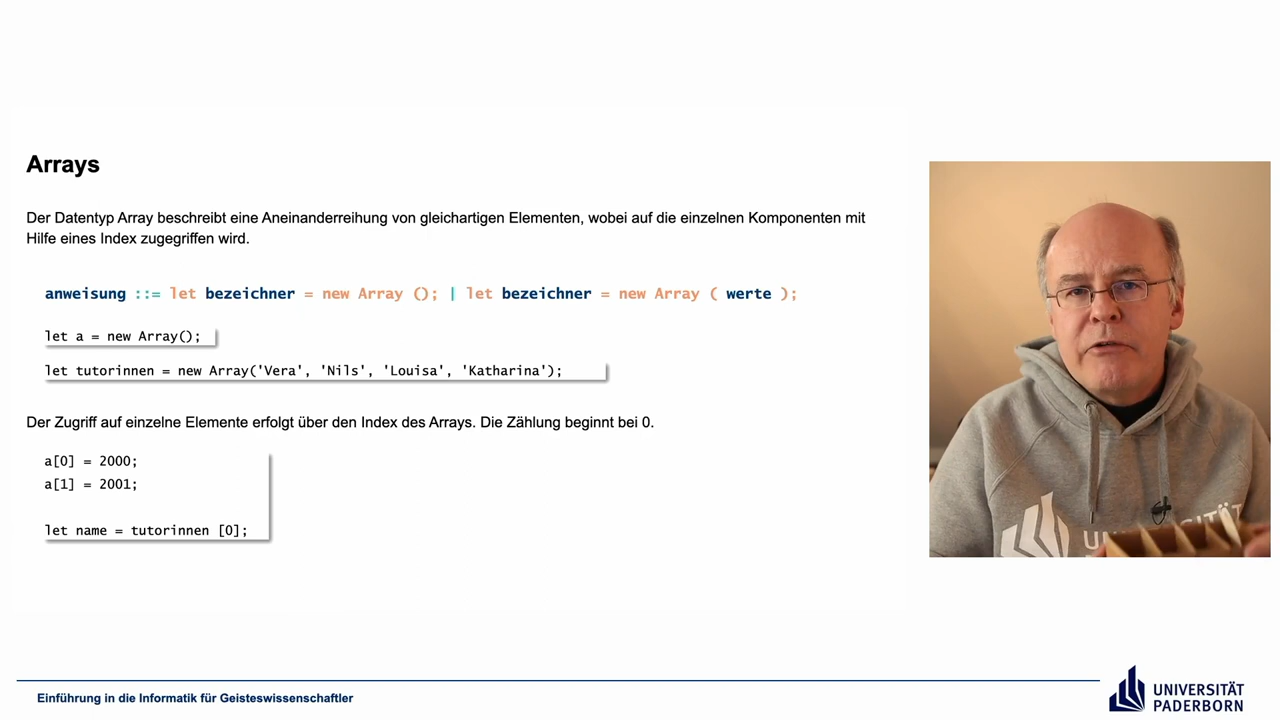 Arrays
Der Datentyp Array beschreibt eine Aneinanderreihung von gleichartigen Elementen, wobei auf die einzelnen Komponenten mit
Hilfe eines Index zugegriffen wird.
anweisung ::= let bezeichner = new Array (); | let bezeichner = new Array ( werte );
let a = new Array();
let tutorinnen = new Array('Vera', 'Nils', 'Louisa', 'Katharina');
Der Zugriff auf einzelne Elemente erfolgt über den Index des Arrays. Die Zählung beginnt bei 0.
a[0] = 2000;
a[1] = 2001;
let name = tutorinnen [0];
Einführung in die Informatik für Geisteswissenschaftler
UNIVERSITÄT
PADERBORN